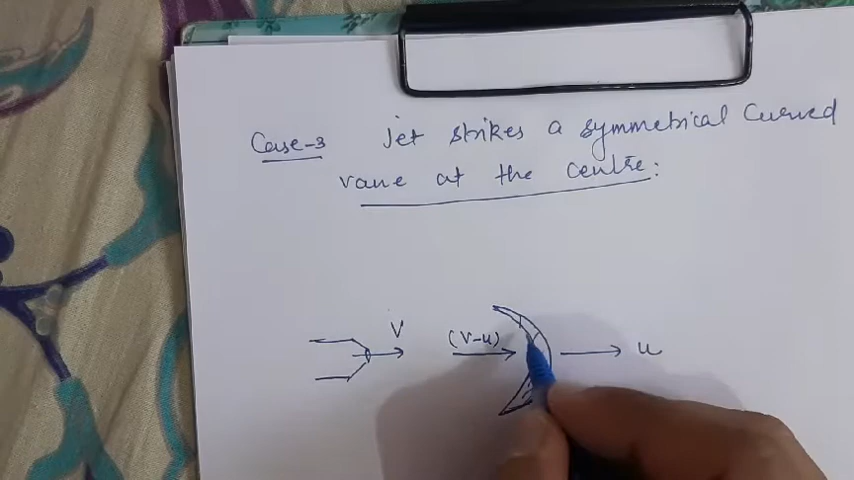 Case-3 Jet strikes a symmetrical Curved
vane at the centre:
V (V-u) u